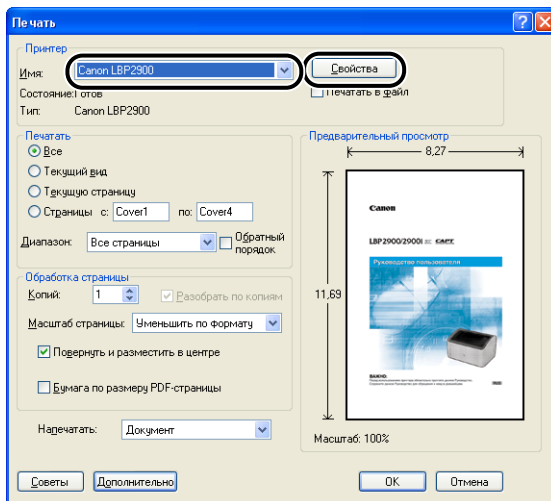 Печать
Принтер
Имя: Canon LBP2900 Свойства
Состояние: Готов Печатать в файл
Тип: Canon LBP2900
Печатать
Все
Текущий вид
Текущую страницу
Страницы с: Cover1 по: Cover4
Диапазон: Все страницы Обратный порядок
Обработка страницы
Копий: 1 Разобрать по копиям
Масштаб страницы: Уменьшить по формату
Повернуть и разместить в центре
Бумага по размеру PDF-страницы
Напечатать: Документ
Предварительный просмотр
8,27
11,69
Canon
LBP2900/2900i CAPT
Руководство пользователя
ВАЖНО:
Масштаб: 100%
Советы Дополнительно OK Отмена